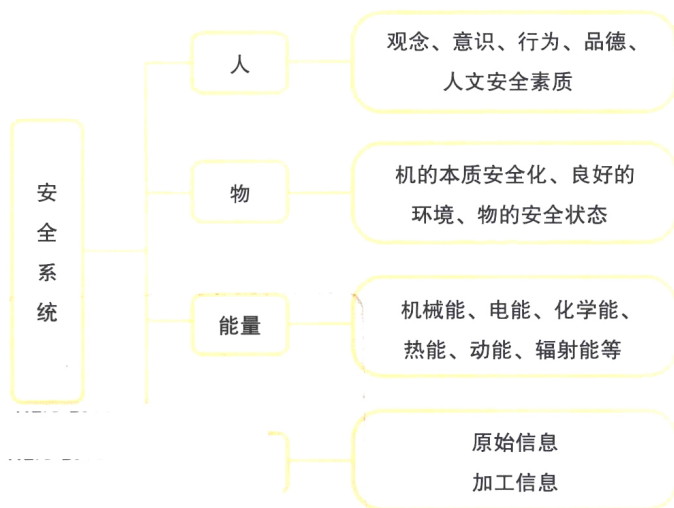 安全系统
人
观念、意识、行为、品德、
人文安全素质
物
机的本质安全化、良好的
环境、物的安全状态
能量
机械能、电能、化学能、
热能、动能、辐射能等
原始信息
加工信息